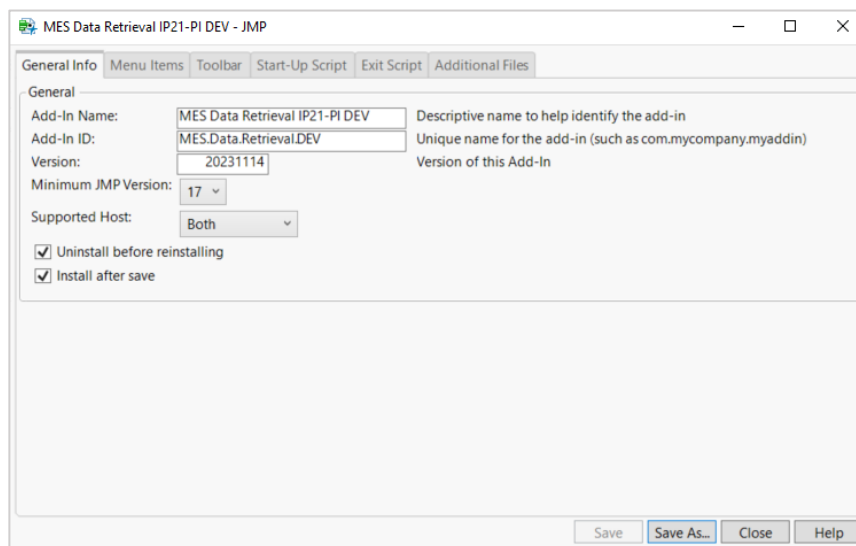 MES Data Retrieval IP21-PI DEV - JMP
General Info Menu Items Toolbar Start-Up Script Exit Script Additional Files
General
Add-In Name: MES Data Retrieval IP21-PI DEV Descriptive name to help identify the add-in
Add-In ID: MES.Data.Retrieval.DEV Unique name for the add-in (such as com.mycompany.myaddin)
Version: 20231114 Version of this Add-In
Minimum JMP Version: 17
Supported Host: Both
Uninstall before reinstalling
Install after save
Save Save As... Close Help